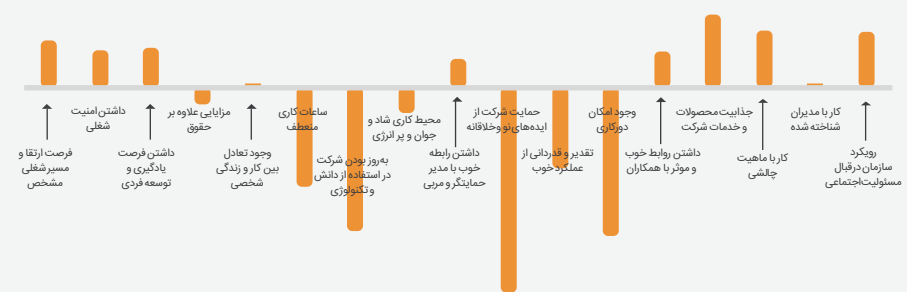 رویکرد
سازمان در قبال
مسئولیت اجتماعی
کار با مدیران
شناخته شده
کار با ماهیت
چالشی
جذابیت محصولات
و خدمات شرکت
داشتن روابط خوب
و موثر با همکاران
وجود امکان
دورکاری
تقدیر و قدردانی از
عملکرد خوب
حمایت شرکت از
ایده‌های نو و خلاقانه
داشتن رابطه
خوب با مدیر
حمایتگر و مربی
محیط کاری شاد و
جوان و پر انرژی
به‌روز بودن شرکت
در استفاده از دانش
و تکنولوژی
ساعات کاری
منعطف
وجود تعادل
بین کار و زندگی
شخصی
مزایایی علاوه بر
حقوق
داشتن فرصت
یادگیری و
توسعه فردی
داشتن امنیت
شغلی
فرصت ارتقا و
مسیر شغلی
مشخص